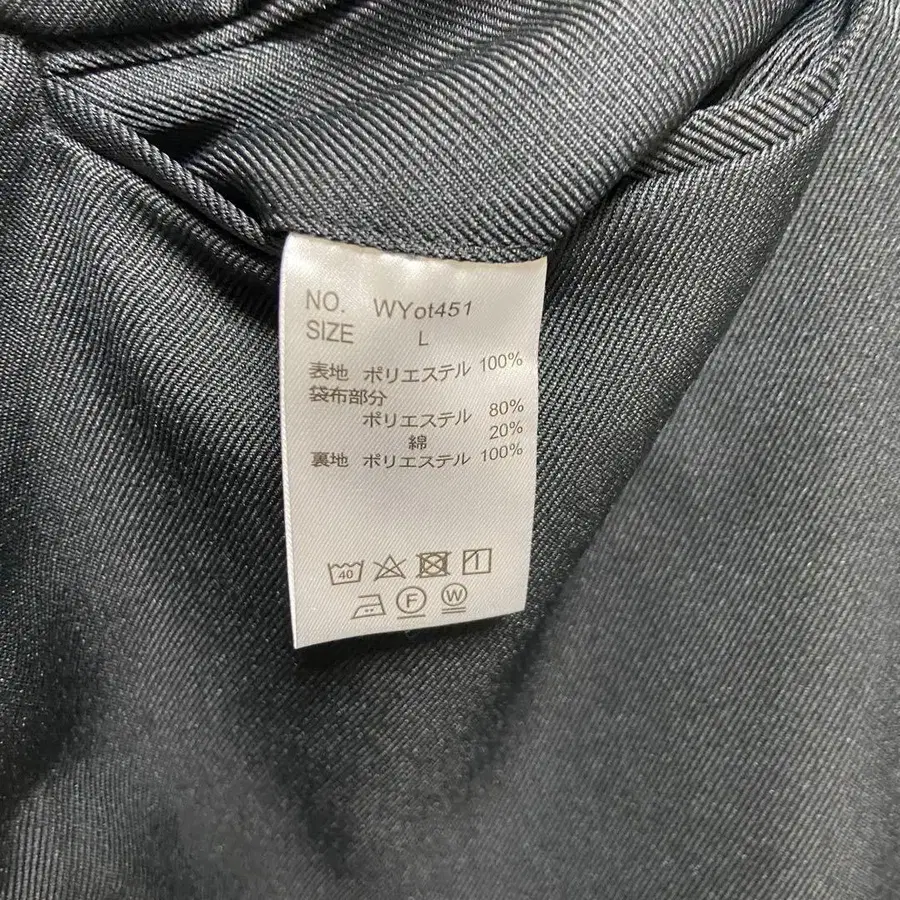 NO. WYot451
SIZE L
表地 ポリエステル 100%
袋布部分
ポリエステル 80%
綿 20%
裏地 ポリエステル 100%
40
F W